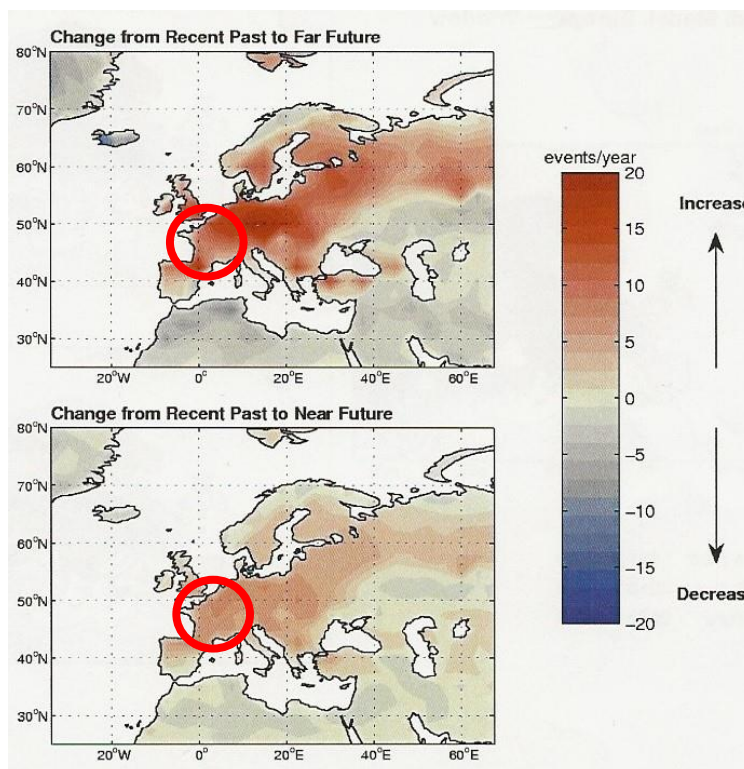 Change from Recent Past to Far Future
80°N
70°N
60°N
50°N
40°N
30°N
20°W 0° 20°E 40°E 60°E
Change from Recent Past to Near Future
80°N
70°N
60°N
50°N
40°N
30°N
20°W 0° 20°E 40°E 60°E
events/year
20
15
10
5
0
−5
−10
−15
−20
Increase
Decreas